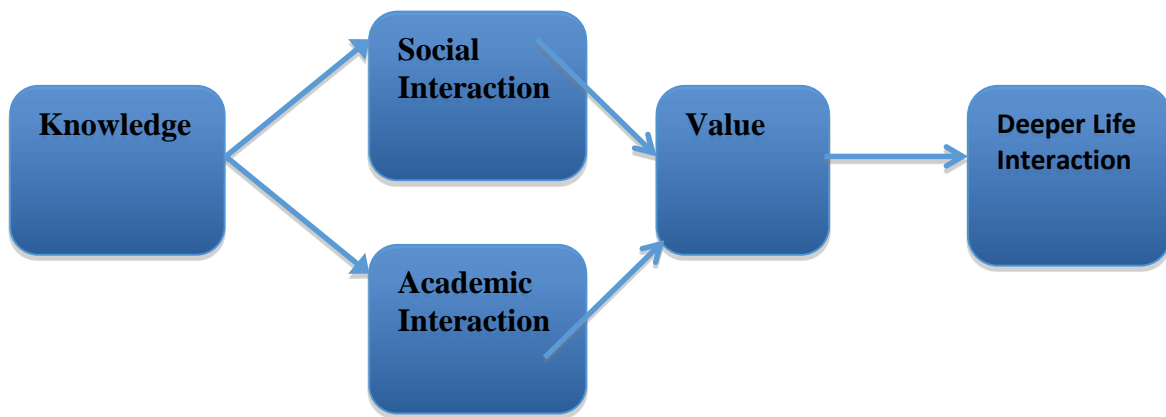 Knowledge
Social
Interaction
Academic
Interaction
Value
Deeper Life
Interaction